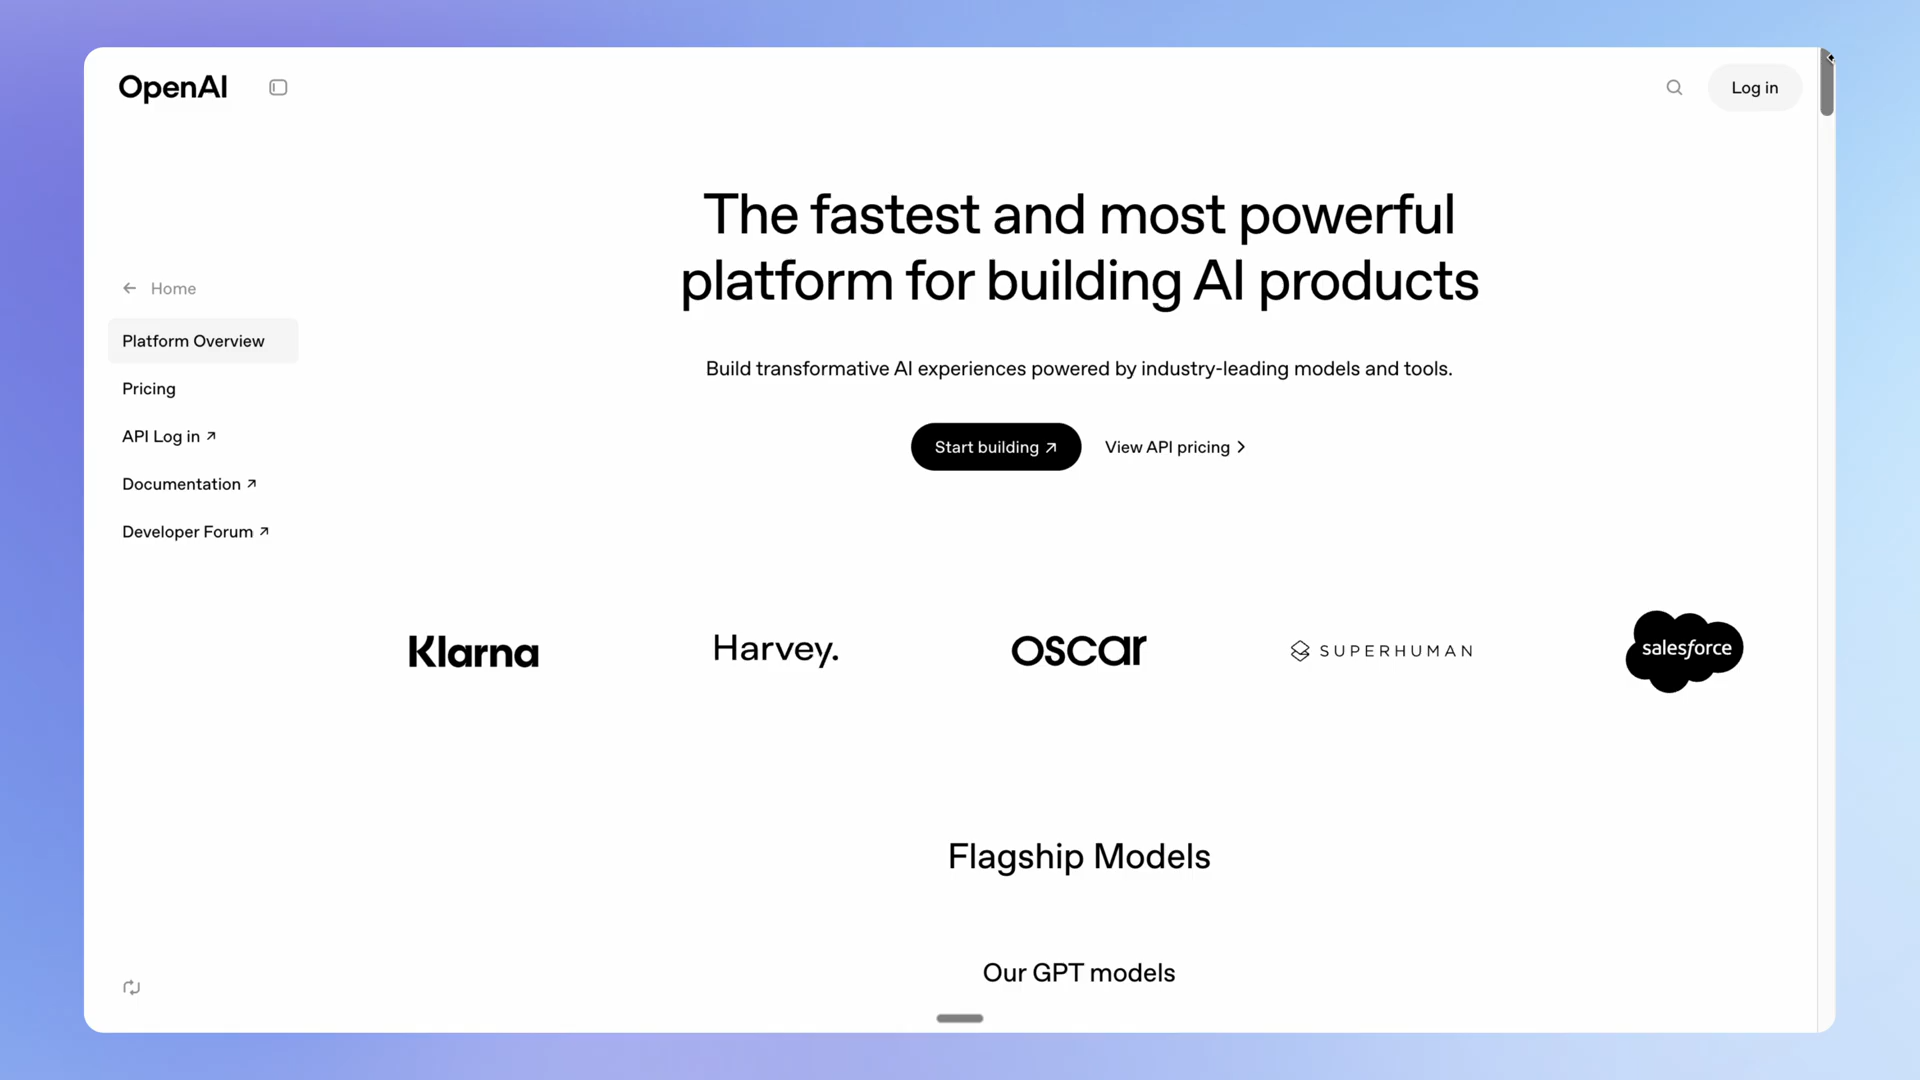 OpenAI
Log in
The fastest and most powerful
platform for building AI products
Home
Platform Overview
Build transformative AI experiences powered by industry-leading models and tools.
Pricing
API Log in
Start building
View API pricing
Documentation
Developer Forum
Klarna
Harvey.
oscar
SUPERHUMAN
salesforce
Flagship Models
Our GPT models